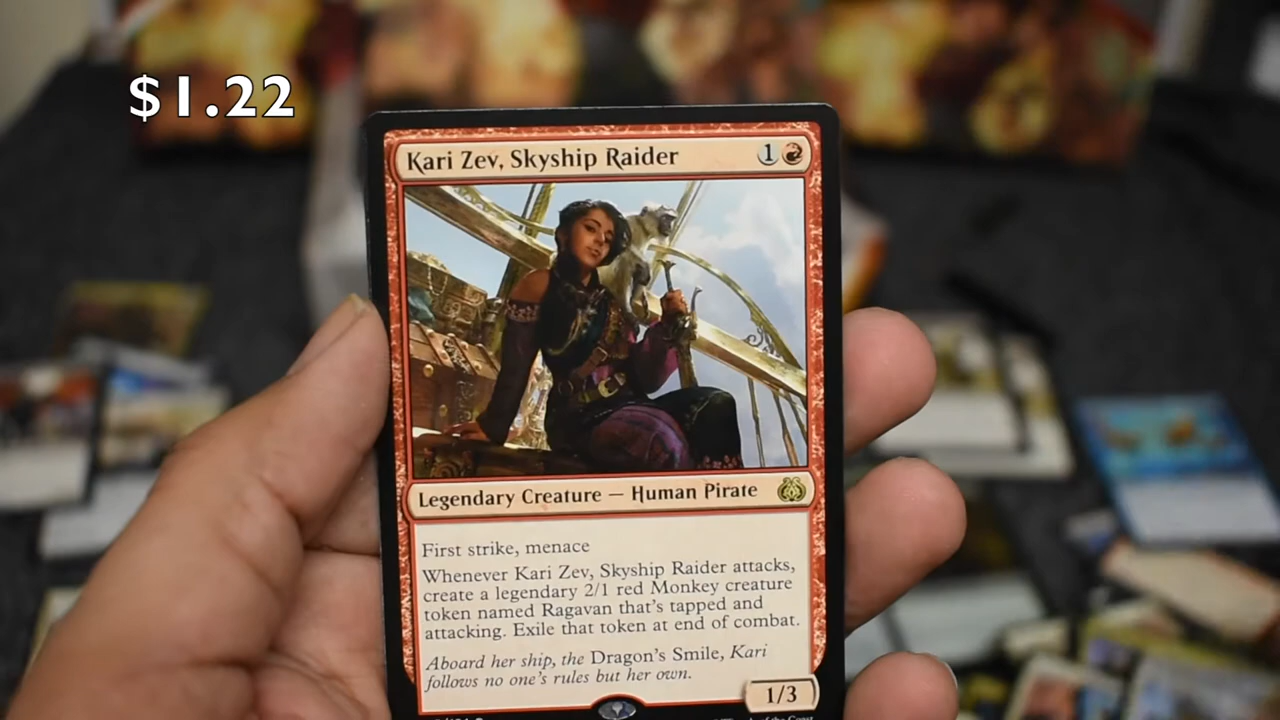 $1.22
Kari Zev, Skyship Raider 1
Legendary Creature — Human Pirate
First strike, menace
Whenever Kari Zev, Skyship Raider attacks,
create a legendary 2/1 red Monkey creature
token named Ragavan that's tapped and
attacking. Exile that token at end of combat.
Aboard her ship, the Dragon's Smile, Kari
follows no one's rules but her own.
1/3